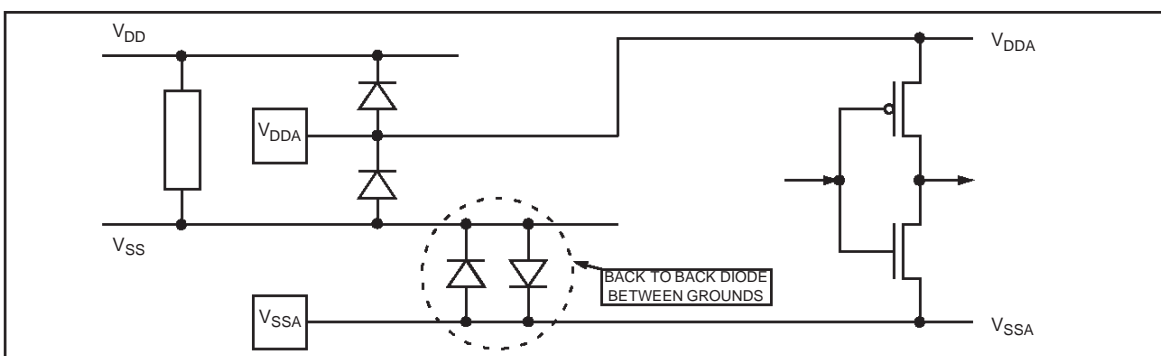 VDD
VDDA
VDDA
VSS
BACK TO BACK DIODE
BETWEEN GROUNDS
VSSA
VSSA